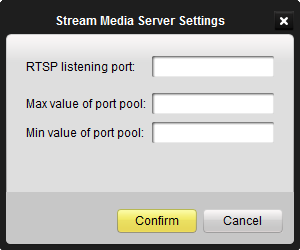 Stream Media Server Settings
RTSP listening port:
Max value of port pool:
Min value of port pool:
Confirm
Cancel